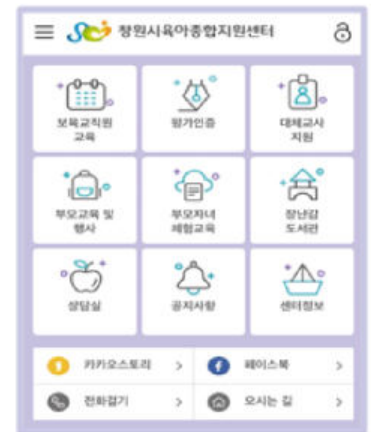 창원시육아종합지원센터
보육교직원
교육
평가인증
대체교사
지원
부모교육 및
행사
부모자녀
체험교육
장난감
도서관
상담실
공지사항
센터정보
카카오스토리
페이스북
전화걸기
오시는 길